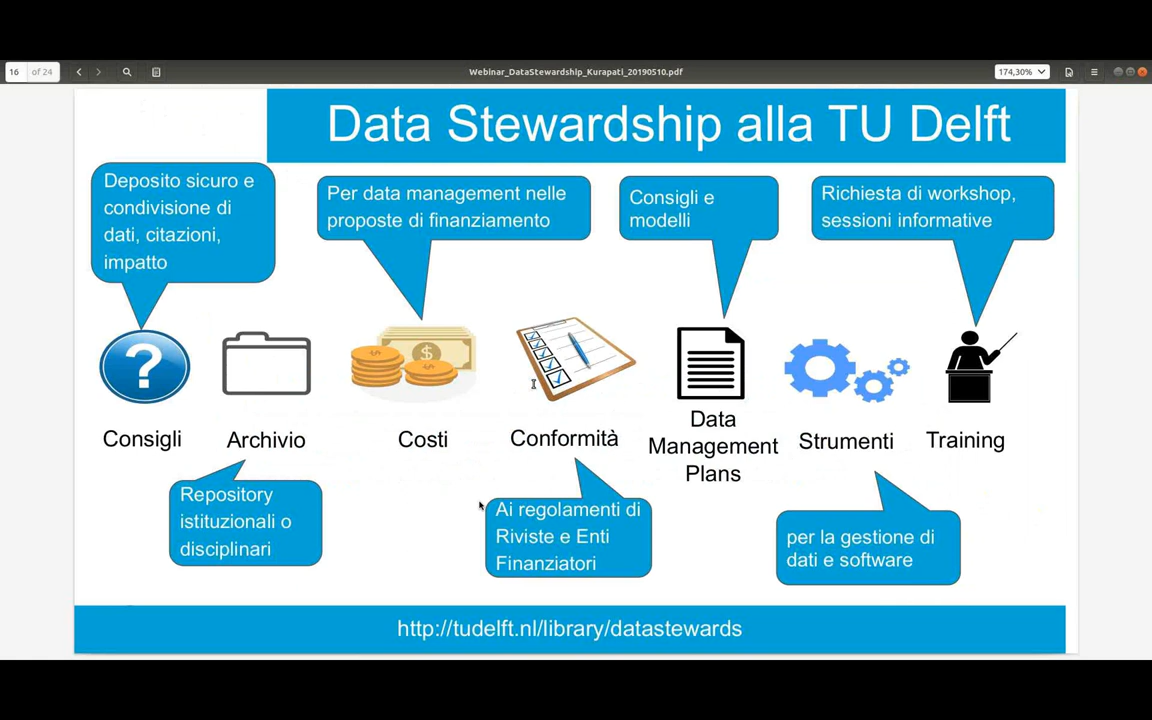 16 of 24
Webinar_DataStewardship_Kurapati_20190510.pdf
174,30%
Data Stewardship alla TU Delft
Deposito sicuro e
condivisione di
dati, citazioni,
impatto
Per data management nelle
proposte di finanziamento
Consigli e
modelli
Richiesta di workshop,
sessioni informative
?
$
Consigli
Archivio
Costi
Conformità
Data
Management
Plans
Strumenti
Training
Repository
istituzionali o
disciplinari
Ai regolamenti di
Riviste e Enti
Finanziatori
per la gestione di
dati e software
http://tudelft.nl/library/datastewards